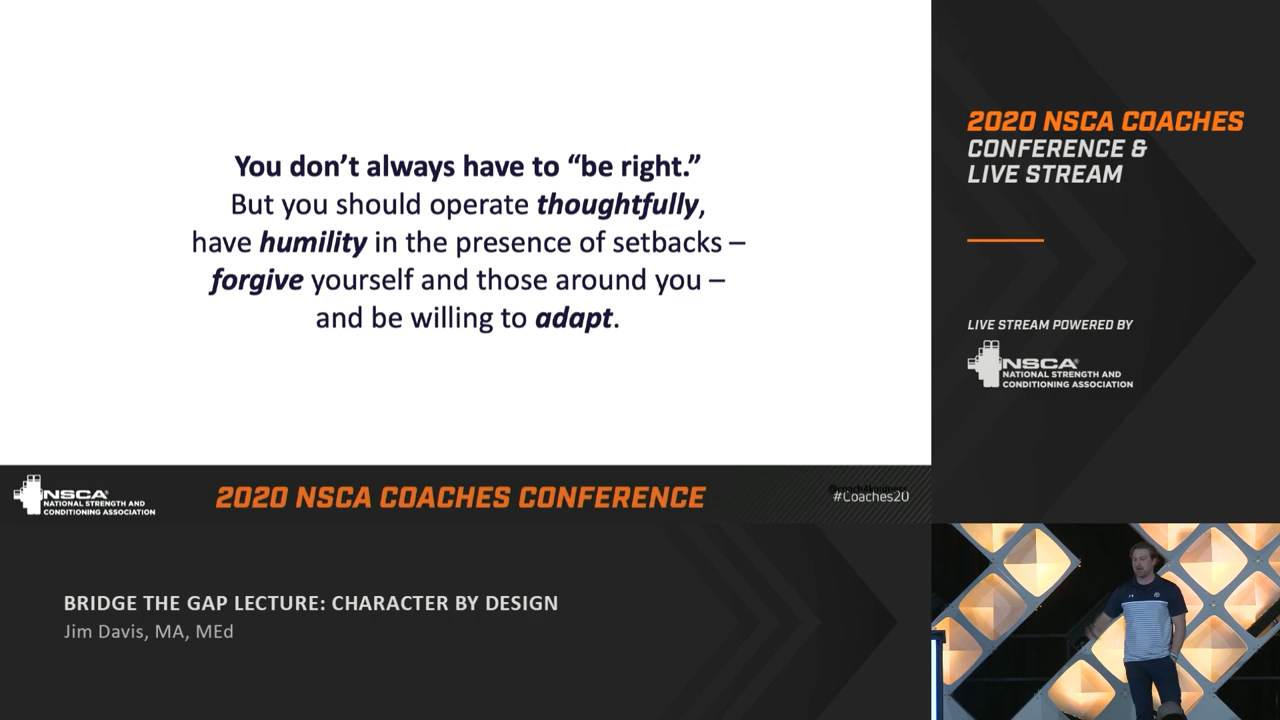 You don’t always have to “be right.”
But you should operate thoughtfully,
have humility in the presence of setbacks –
forgive yourself and those around you –
and be willing to adapt.
2020 NSCA COACHES
CONFERENCE &
LIVE STREAM
LIVE STREAM POWERED BY
NSCA®
NATIONAL STRENGTH AND
CONDITIONING ASSOCIATION
NSCA®
NATIONAL STRENGTH AND
CONDITIONING ASSOCIATION
2020 NSCA COACHES CONFERENCE
@coach4kindness
#Coaches20
BRIDGE THE GAP LECTURE: CHARACTER BY DESIGN
Jim Davis, MA, MEd